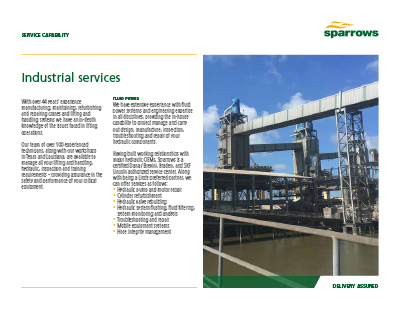 SERVICE CAPABILITY
sparrows
Industrial services
With over 44 years' experience
manufacturing, maintaining, refurbishing
and repairing cranes and lifting and
handling systems we have an in-depth
knowledge of the issues faced in lifting
operations.
Our team of over 100 experienced
technicians, along with our workshops
in Texas and Louisiana, are available to
manage all your lifting and handling,
hydraulic, inspection and training
requirements – providing assurance in the
safety and performance of your critical
equipment.
FLUID POWER
We have extensive experience with fluid
power systems and engineering expertise
in all disciplines, providing the in-house
capability to project manage and carry
out design, manufacture, inspection,
troubleshooting and repair of your
hydraulic components.
Having built working relationships with
major hydraulic OEMs, Sparrows is a
certified Dana/Brevini, Braden, and SKF
Lincoln authorized service center. Along
with being a Linde preferred partner, we
can offer services as follows:
• Hydraulic pump and motor repair
• Cylinder refurbishment
• Hydraulic valve rebuilding
• Hydraulic system flushing, fluid filtering,
system monitoring and analysis
• Troubleshooting and repair
• Mobile equipment systems
• Hose integrity management
DELIVERY ASSURED